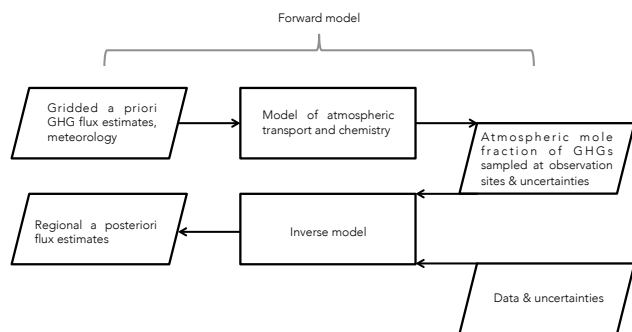 Forward model
Gridded a priori
GHG flux estimates,
meteorology
Model of atmospheric
transport and chemistry
Atmospheric mole
fraction of GHGs
sampled at observation
sites & uncertainties
Regional a posteriori
flux estimates
Inverse model
Data & uncertainties